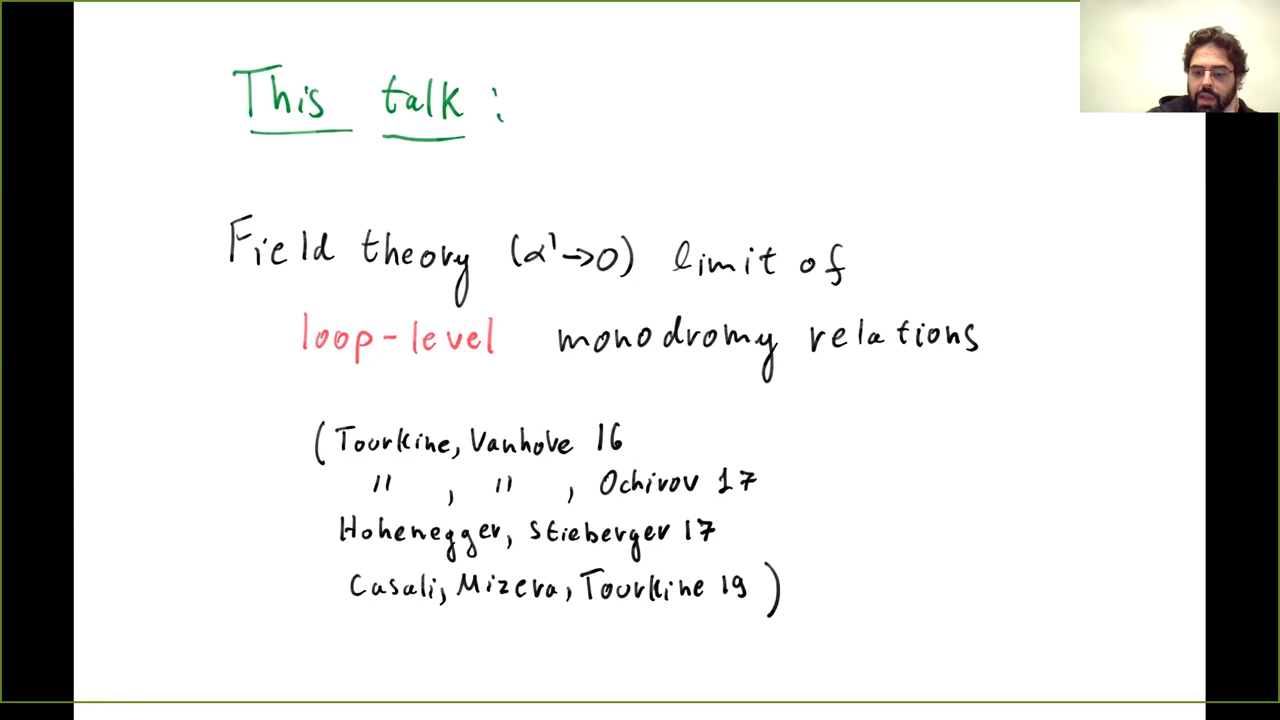 This talk:
Field theory (α'→0) limit of
loop-level monodromy relations
(Tourkine, Vanhove 16
" , " , Ochirov 17
Hohenegger, Stieberger 17
Casali, Mizera, Tourkine 19)